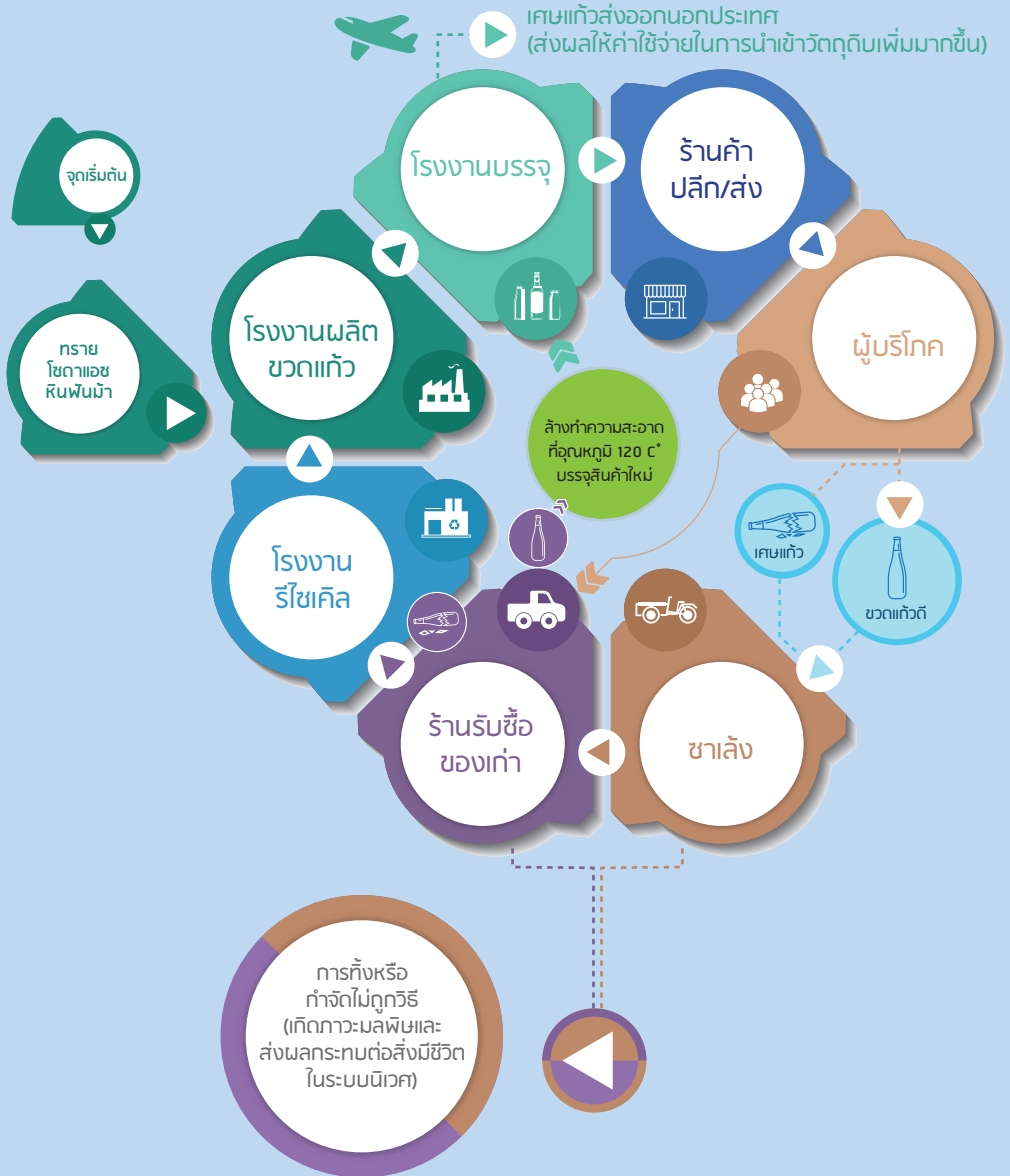 เศษแก้วส่งออกนอกประเทศ
(ส่งผลให้ค่าใช้จ่ายในการนำเข้าวัตถุดิบเพิ่มมากขึ้น)
จุดเริ่มต้น
โรงงานบรรจุ
ร้านค้า
ปลีก/ส่ง
ทราย
โซดาแอช
หินฟันม้า
โรงงานผลิต
ขวดแก้ว
ผู้บริโภค
ล้างทำความสะอาด
ที่อุณหภูมิ 120 C°
บรรจุสินค้าใหม่
เศษแก้ว
ขวดแก้วดี
โรงงาน
รีไซเคิล
ร้านรับซื้อ
ของเก่า
ซาเล้ง
การทิ้งหรือ
กำจัดไม่ถูกวิธี
(เกิดภาวะมลพิษและ
ส่งผลกระทบต่อสิ่งมีชีวิต
ในระบบนิเวศ)